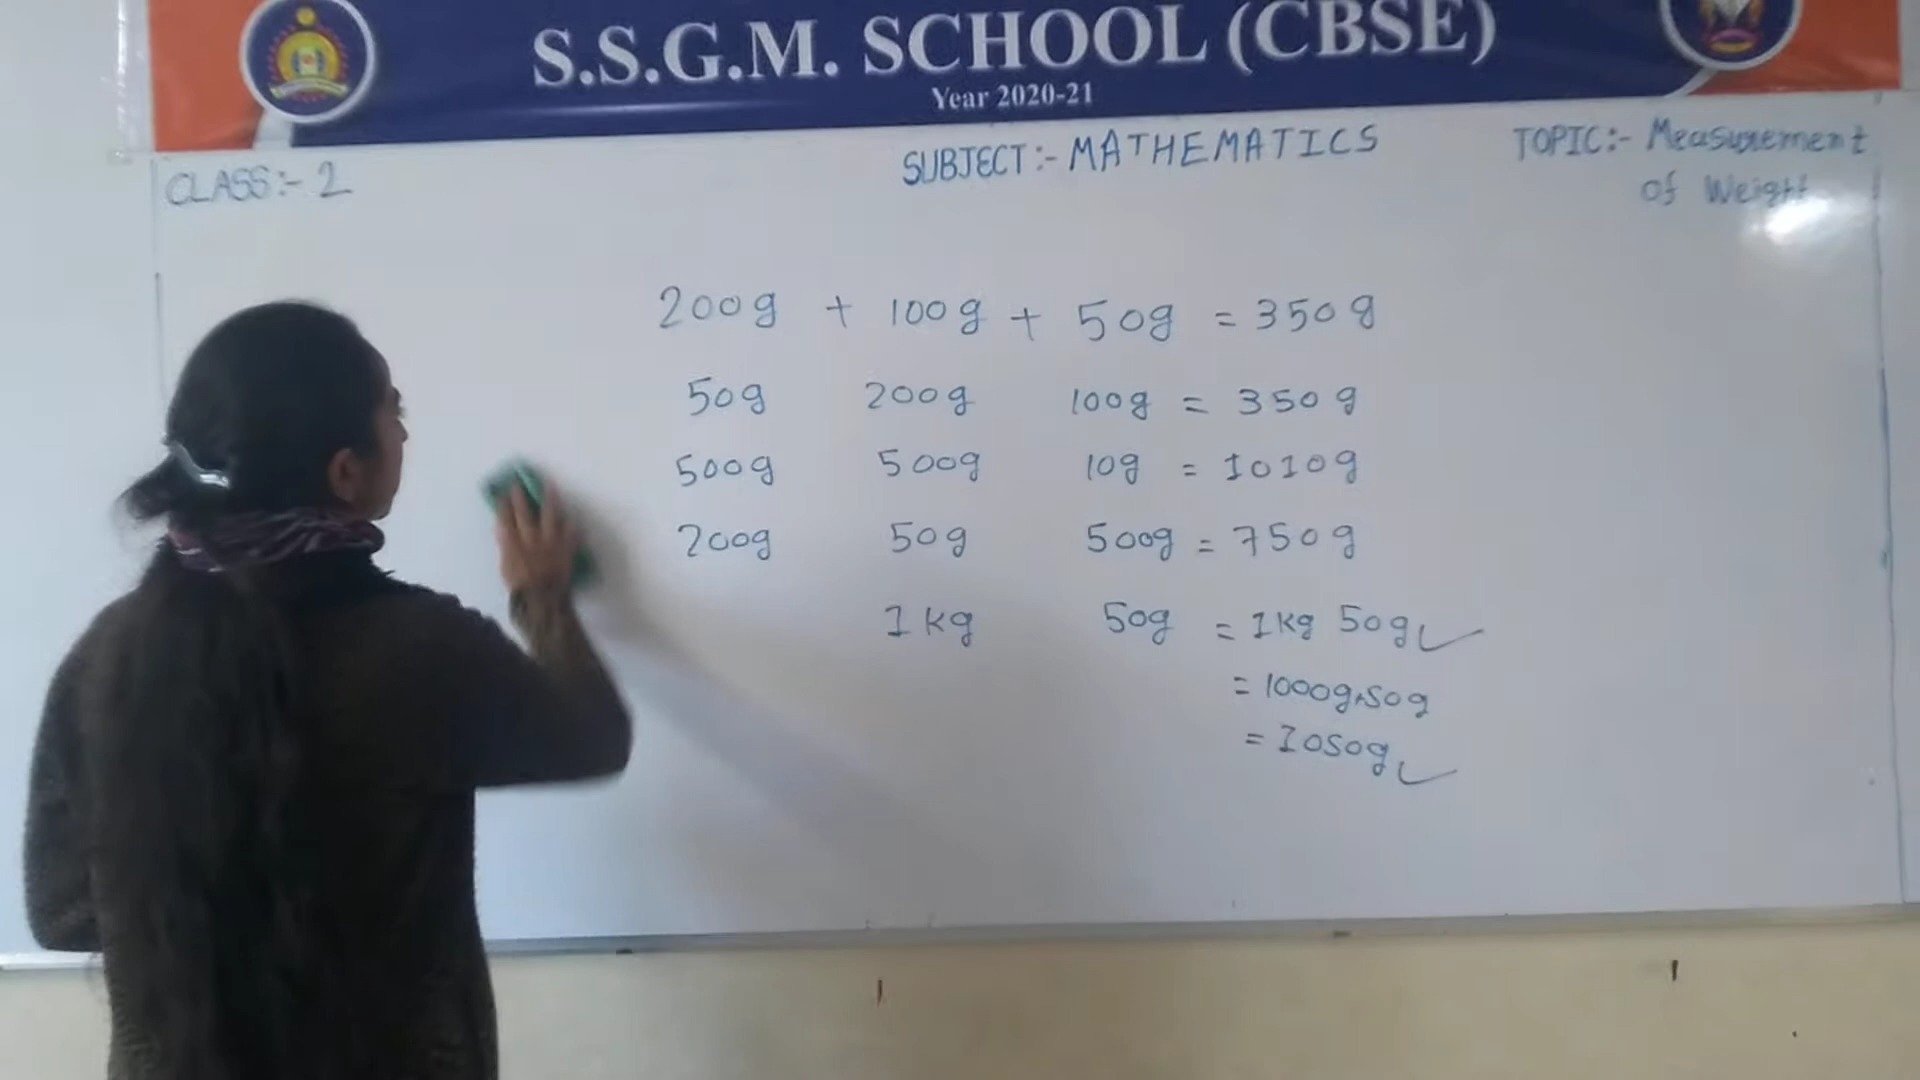 S.S.G.M. SCHOOL (CBSE)
Year 2020-21
CLASS:- 2
SUBJECT:- MATHEMATICS
TOPIC:- Measurement
of Weight
200g + 100g + 50g = 350g
50g 200g 100g = 350g
500g 500g 10g = 1010g
200g 50g 500g = 750g
1kg 50g = 1kg 50g ✓
= 1000g+50g
= 1050g ✓